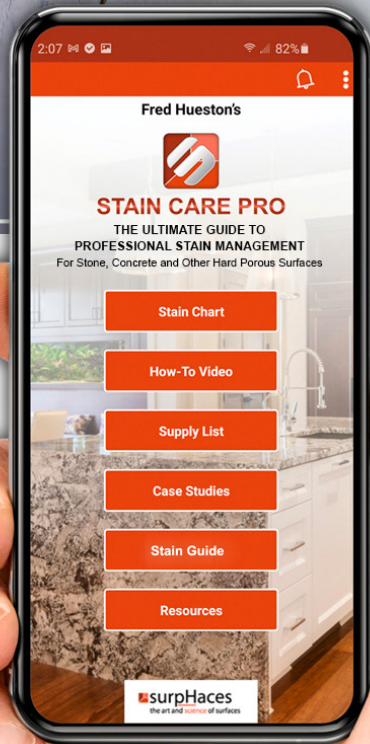 2:07 82%
Fred Hueston's
STAIN CARE PRO
THE ULTIMATE GUIDE TO
PROFESSIONAL STAIN MANAGEMENT
For Stone, Concrete and Other Hard Porous Surfaces
Stain Chart
How-To Video
Supply List
Case Studies
Stain Guide
Resources
surpHaces
the art and science of surfaces